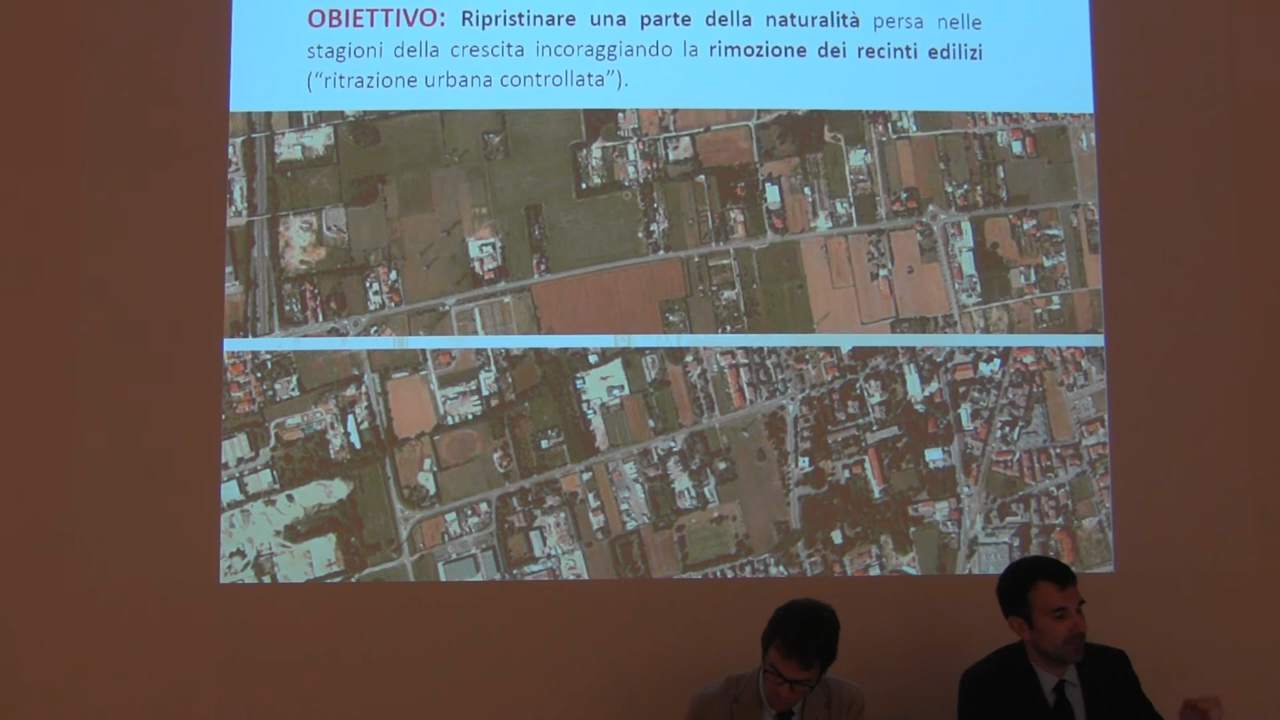 OBIETTIVO: Ripristinare una parte della naturalità persa nelle
stagioni della crescita incoraggiando la rimozione dei recinti edilizi
(“ritrazione urbana controllata”).